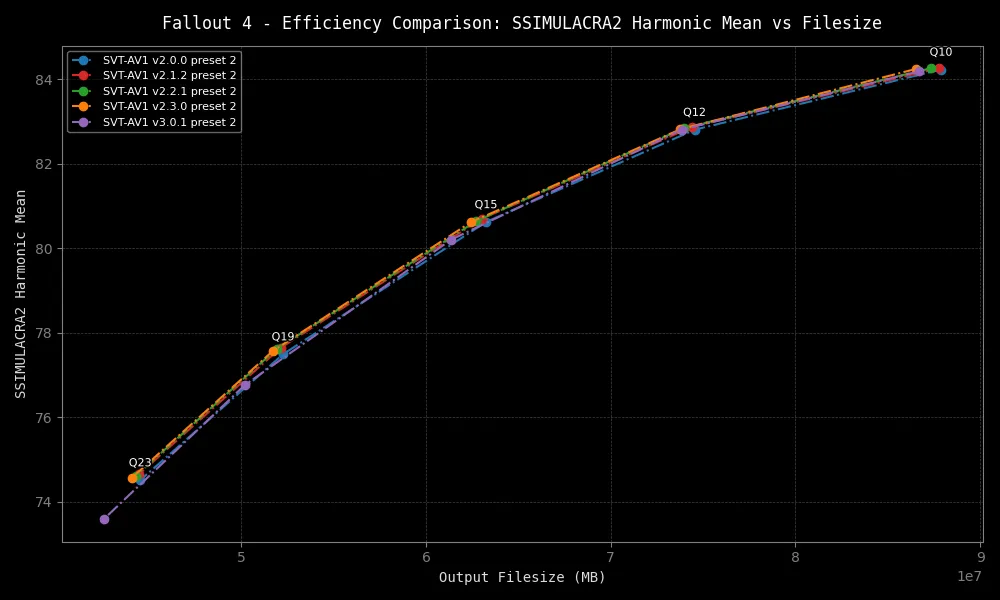 Fallout 4 - Efficiency Comparison: SSIMULACRA2 Harmonic Mean vs Filesize
SVT-AV1 v2.0.0 preset 2
SVT-AV1 v2.1.2 preset 2
SVT-AV1 v2.2.1 preset 2
SVT-AV1 v2.3.0 preset 2
SVT-AV1 v3.0.1 preset 2
Q10
Q12
Q15
Q19
Q23
SSIMULACRA2 Harmonic Mean
84
82
80
78
76
74
5
6
7
8
9
1e7
Output Filesize (MB)